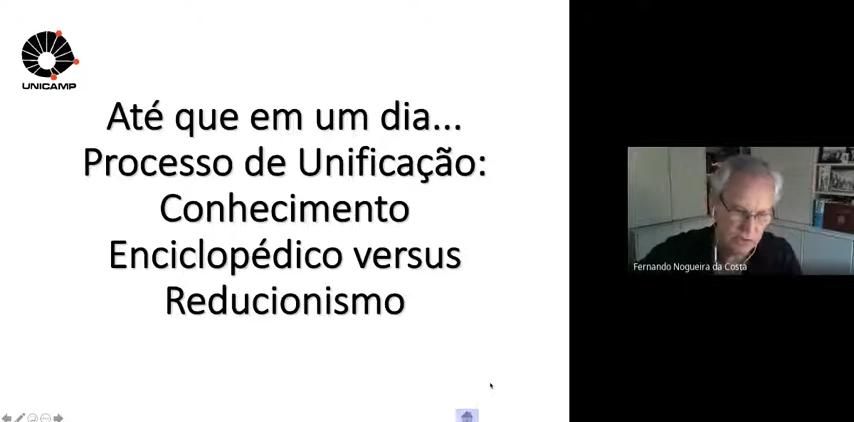 UNICAMP
Até que em um dia...
Processo de Unificação:
Conhecimento
Enciclopédico versus
Reducionismo
Fernando Nogueira da Costa